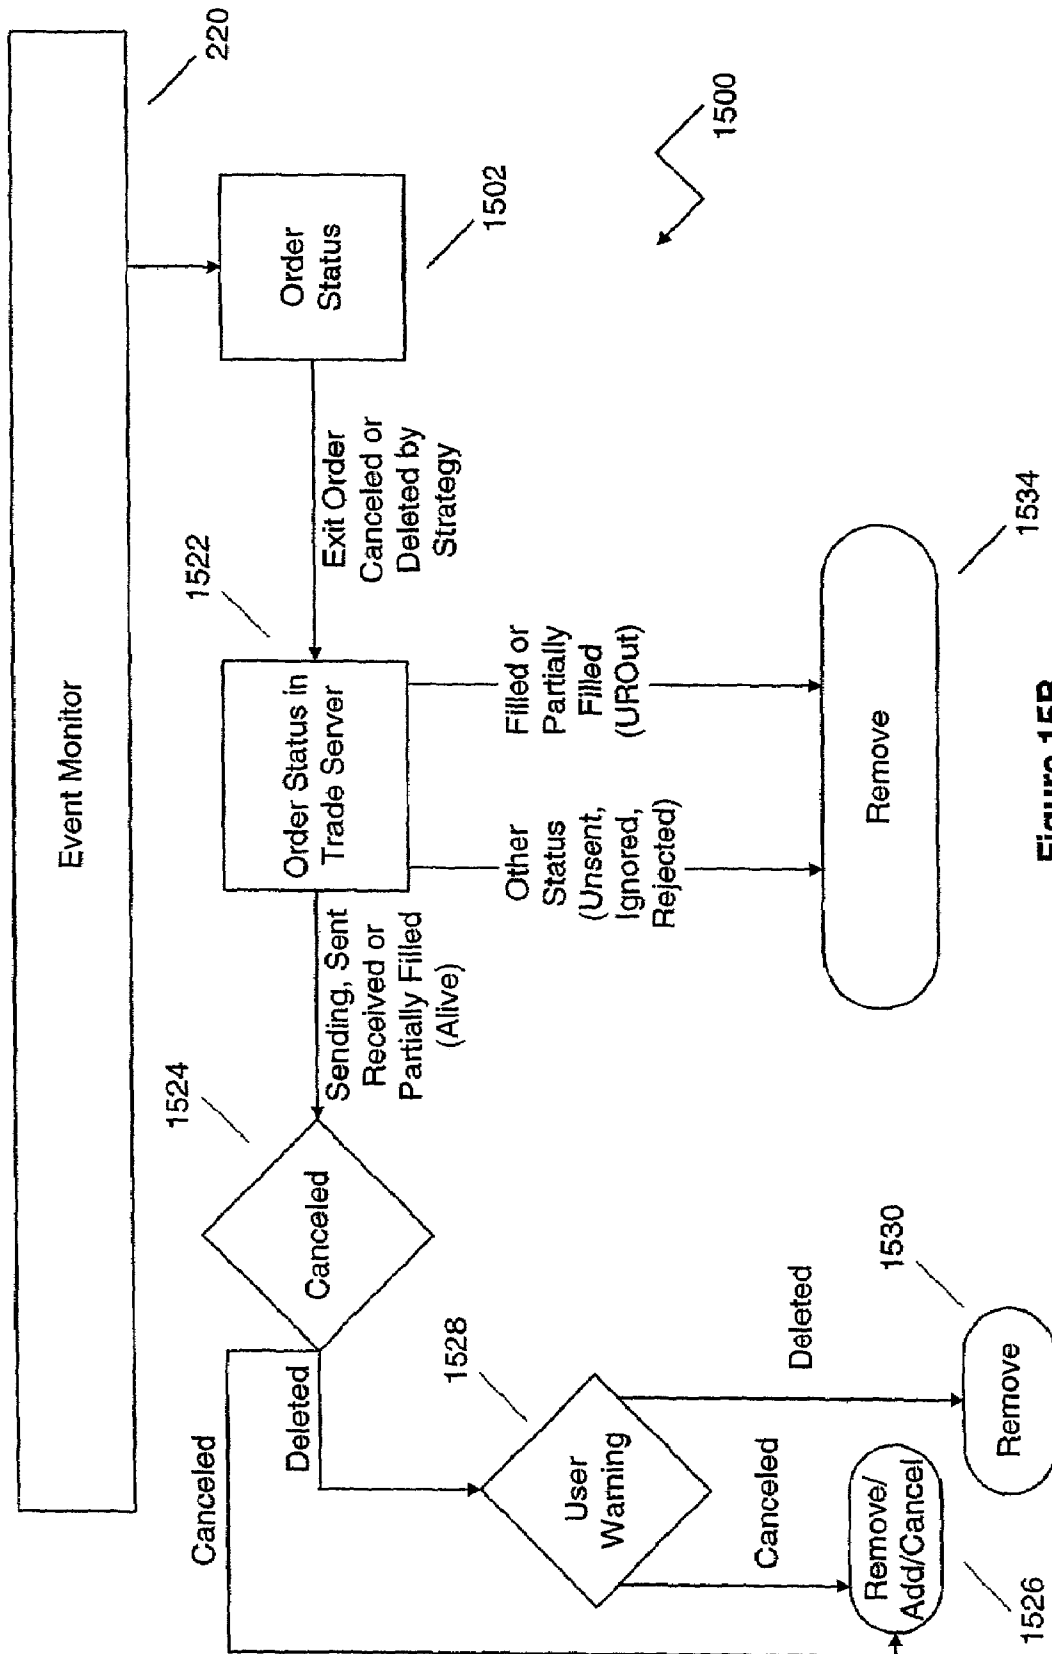 Event Monitor
220
Canceled
Canceled
1524
Sending, Sent
Received or
Partially Filled
(Alive)
Order Status in
Trade Server
1522
Exit Order
Canceled or
Deleted by
Strategy
Order
Status
1502
1500
Deleted
User
Warning
1528
Canceled
Deleted
Remove/
Add/Cancel
1526
Remove
1530
Other
Status
(Unsent,
Ignored,
Rejected)
Filled or
Partially
Filled
(UROut)
Remove
1534
Figure 15B